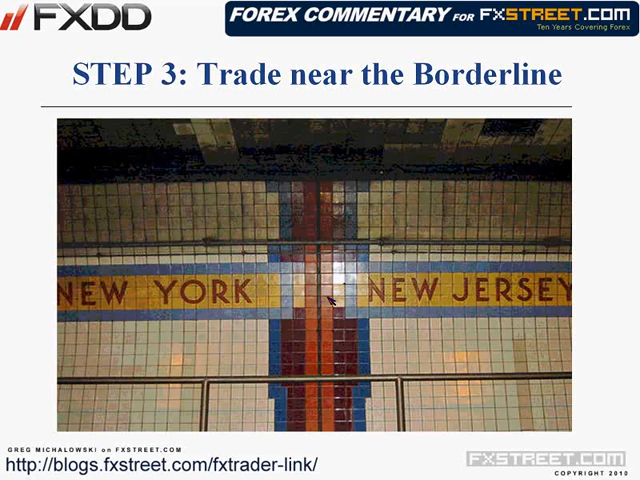 FXDD
FOREX COMMENTARY FOR FXSTREET.COM
Ten Years Covering Forex
STEP 3: Trade near the Borderline
NEW YORK
NEW JERSEY
GREG MICHALOWSKI on FXSTREET.COM
http://blogs.fxstreet.com/fxtrader-link/
FXSTREET.COM
COPYRIGHT 2010